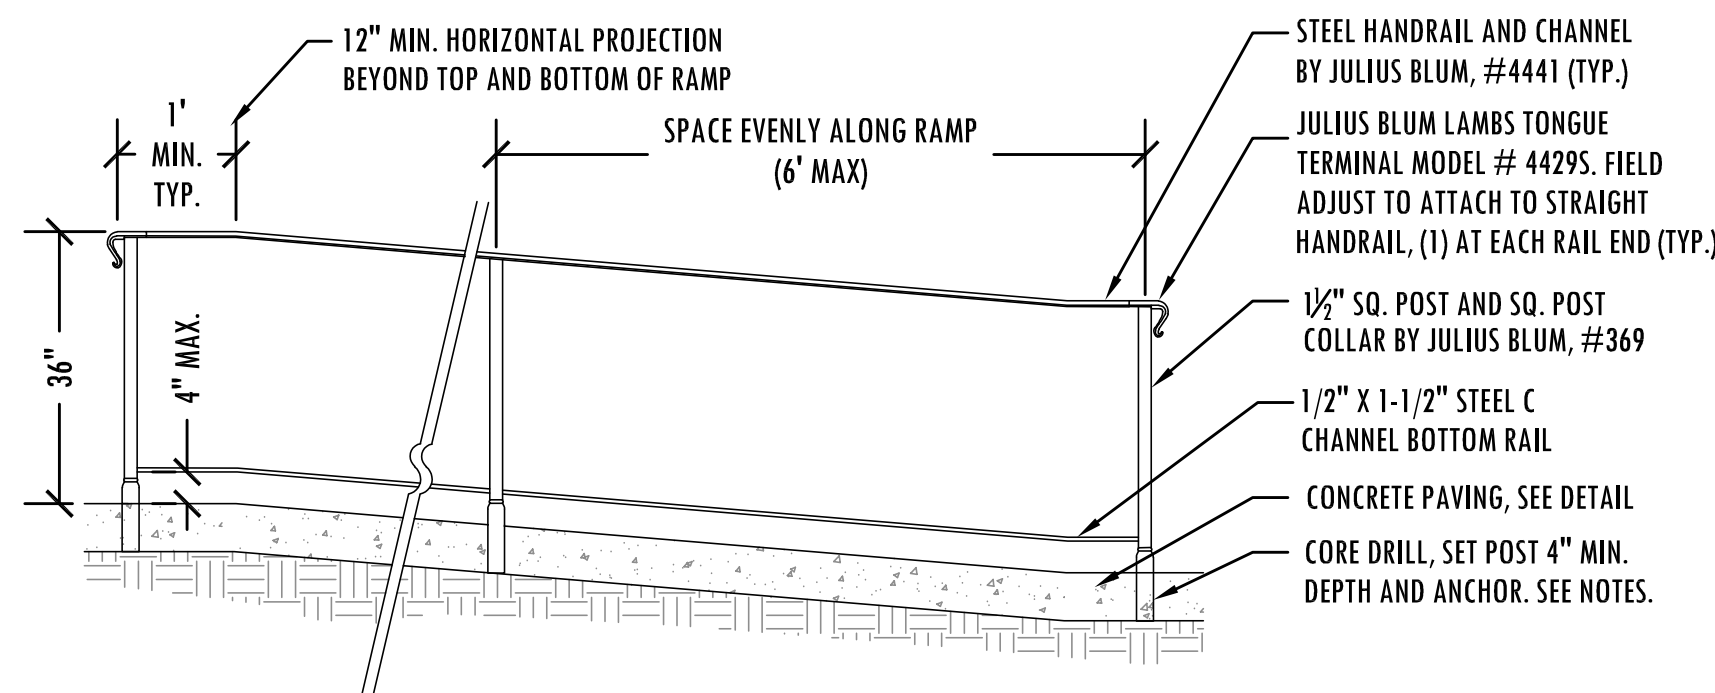 12" MIN. HORIZONTAL PROJECTION
BEYOND TOP AND BOTTOM OF RAMP
1'
MIN.
TYP.
SPACE EVENLY ALONG RAMP
(6' MAX)
36"
4" MAX.
STEEL HANDRAIL AND CHANNEL
BY JULIUS BLUM, #4441 (TYP.)
JULIUS BLUM LAMBS TONGUE
TERMINAL MODEL # 4429S. FIELD
ADJUST TO ATTACH TO STRAIGHT
HANDRAIL, (1) AT EACH RAIL END (TYP.)
1½" SQ. POST AND SQ. POST
COLLAR BY JULIUS BLUM, #369
1/2" X 1-1/2" STEEL C
CHANNEL BOTTOM RAIL
CONCRETE PAVING, SEE DETAIL
CORE DRILL, SET POST 4" MIN.
DEPTH AND ANCHOR. SEE NOTES.